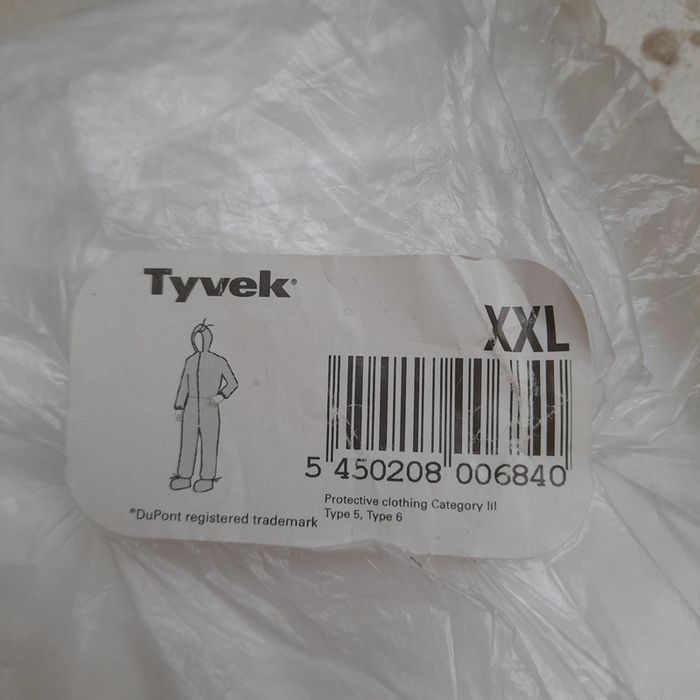 Tyvek®
XXL
5 450208 006840
Protective clothing Category III
Type 5, Type 6
®DuPont registered trademark